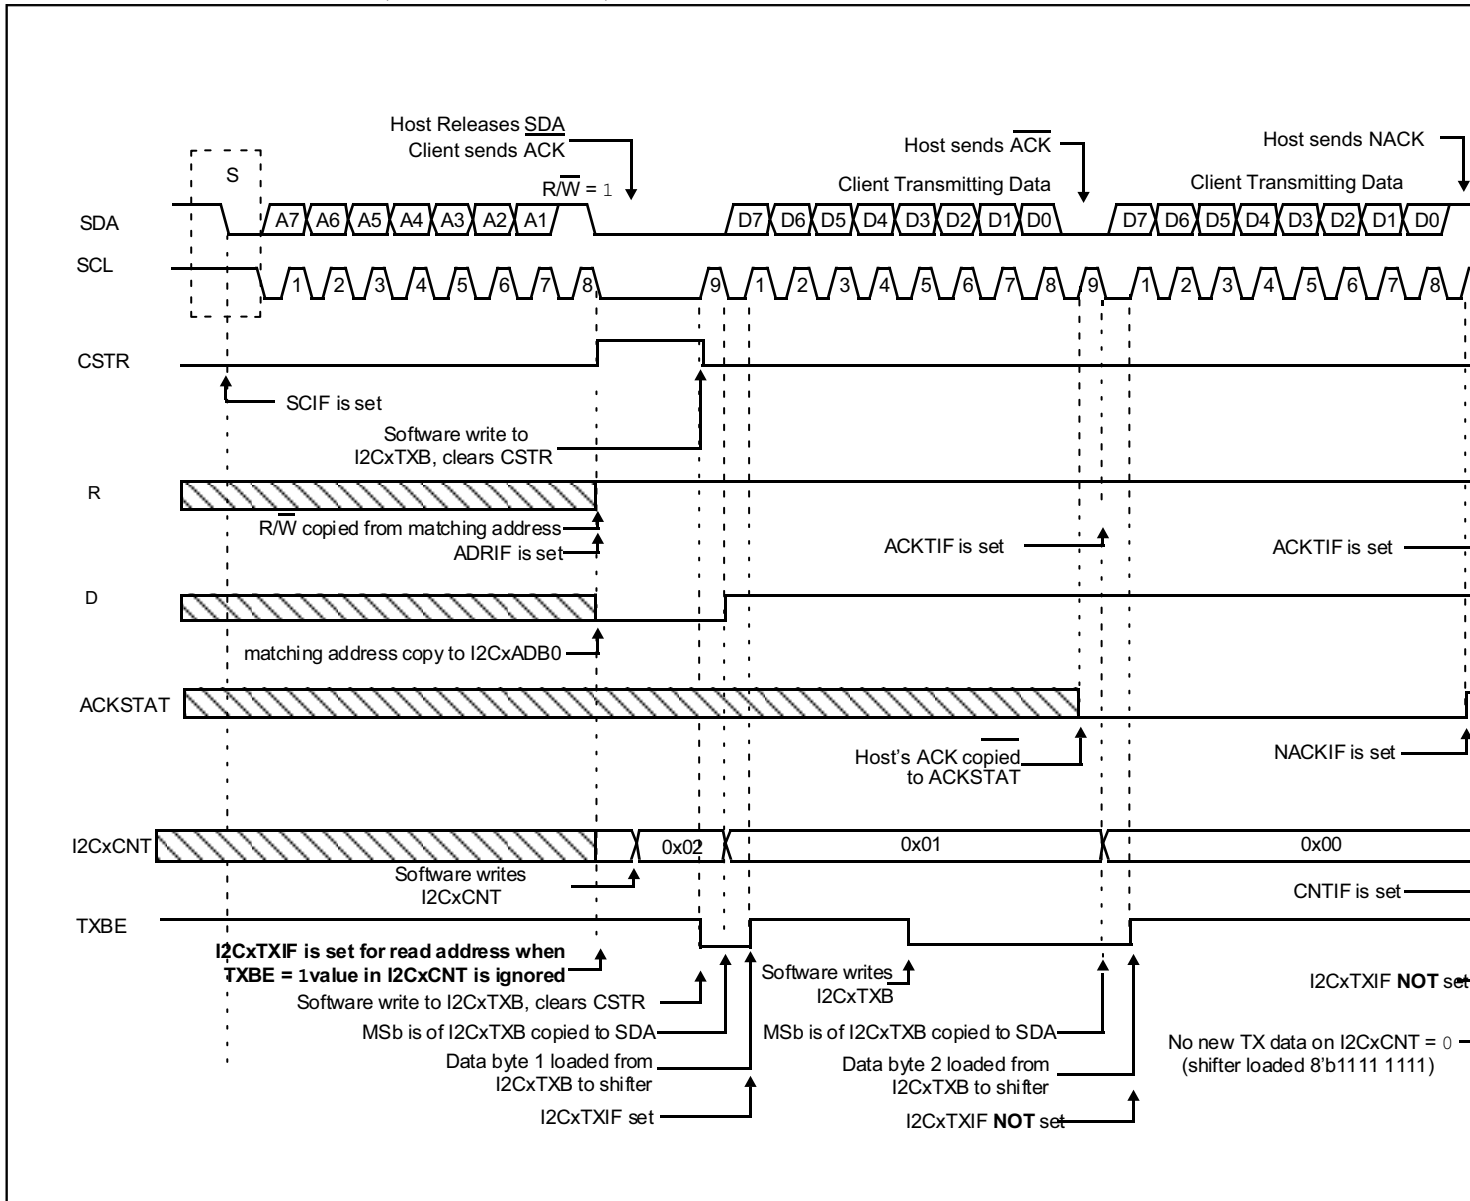 Host Releases SDA
Client sends ACK
Host sends ACK
Host sends NACK
S
R/W = 1
Client Transmitting Data
Client Transmitting Data
SDA
A7 A6 A5 A4 A3 A2 A1
D7 D6 D5 D4 D3 D2 D1 D0
D7 D6 D5 D4 D3 D2 D1 D0
SCL
1 2 3 4 5 6 7 8 9 1 2 3 4 5 6 7 8 9 1 2 3 4 5 6 7 8
CSTR
SCIF is set
Software write to
I2CxTXB, clears CSTR
R
R/W copied from matching address
ADRIF is set
ACKTIF is set
ACKTIF is set
D
matching address copy to I2CxADB0
ACKSTAT
Host's ACK copied
to ACKSTAT
NACKIF is set
I2CxCNT
0x02
0x01
0x00
Software writes
I2CxCNT
CNTIF is set
TXBE
I2CxTXIF is set for read address when
TXBE = 1value in I2CxCNT is ignored
Software writes
I2CxTXB
I2CxTXIF NOT set
Software write to I2CxTXB, clears CSTR
MSb is of I2CxTXB copied to SDA
MSb is of I2CxTXB copied to SDA
No new TX data on I2CxCNT = 0
(shifter loaded 8'b1111 1111)
Data byte 1 loaded from
I2CxTXB to shifter
Data byte 2 loaded from
I2CxTXB to shifter
I2CxTXIF set
I2CxTXIF NOT set